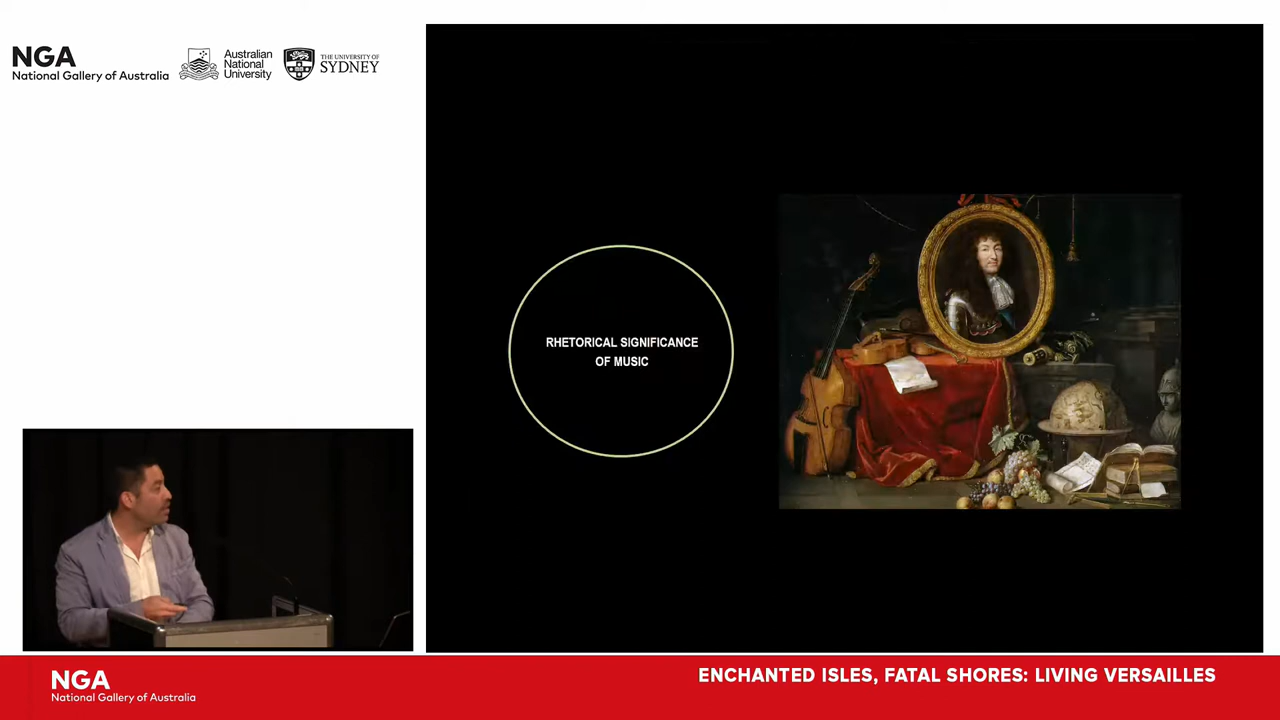 NGA
National Gallery of Australia
Australian
National
University
THE UNIVERSITY OF
SYDNEY
RHETORICAL SIGNIFICANCE
OF MUSIC
NGA
National Gallery of Australia
ENCHANTED ISLES, FATAL SHORES: LIVING VERSAILLES